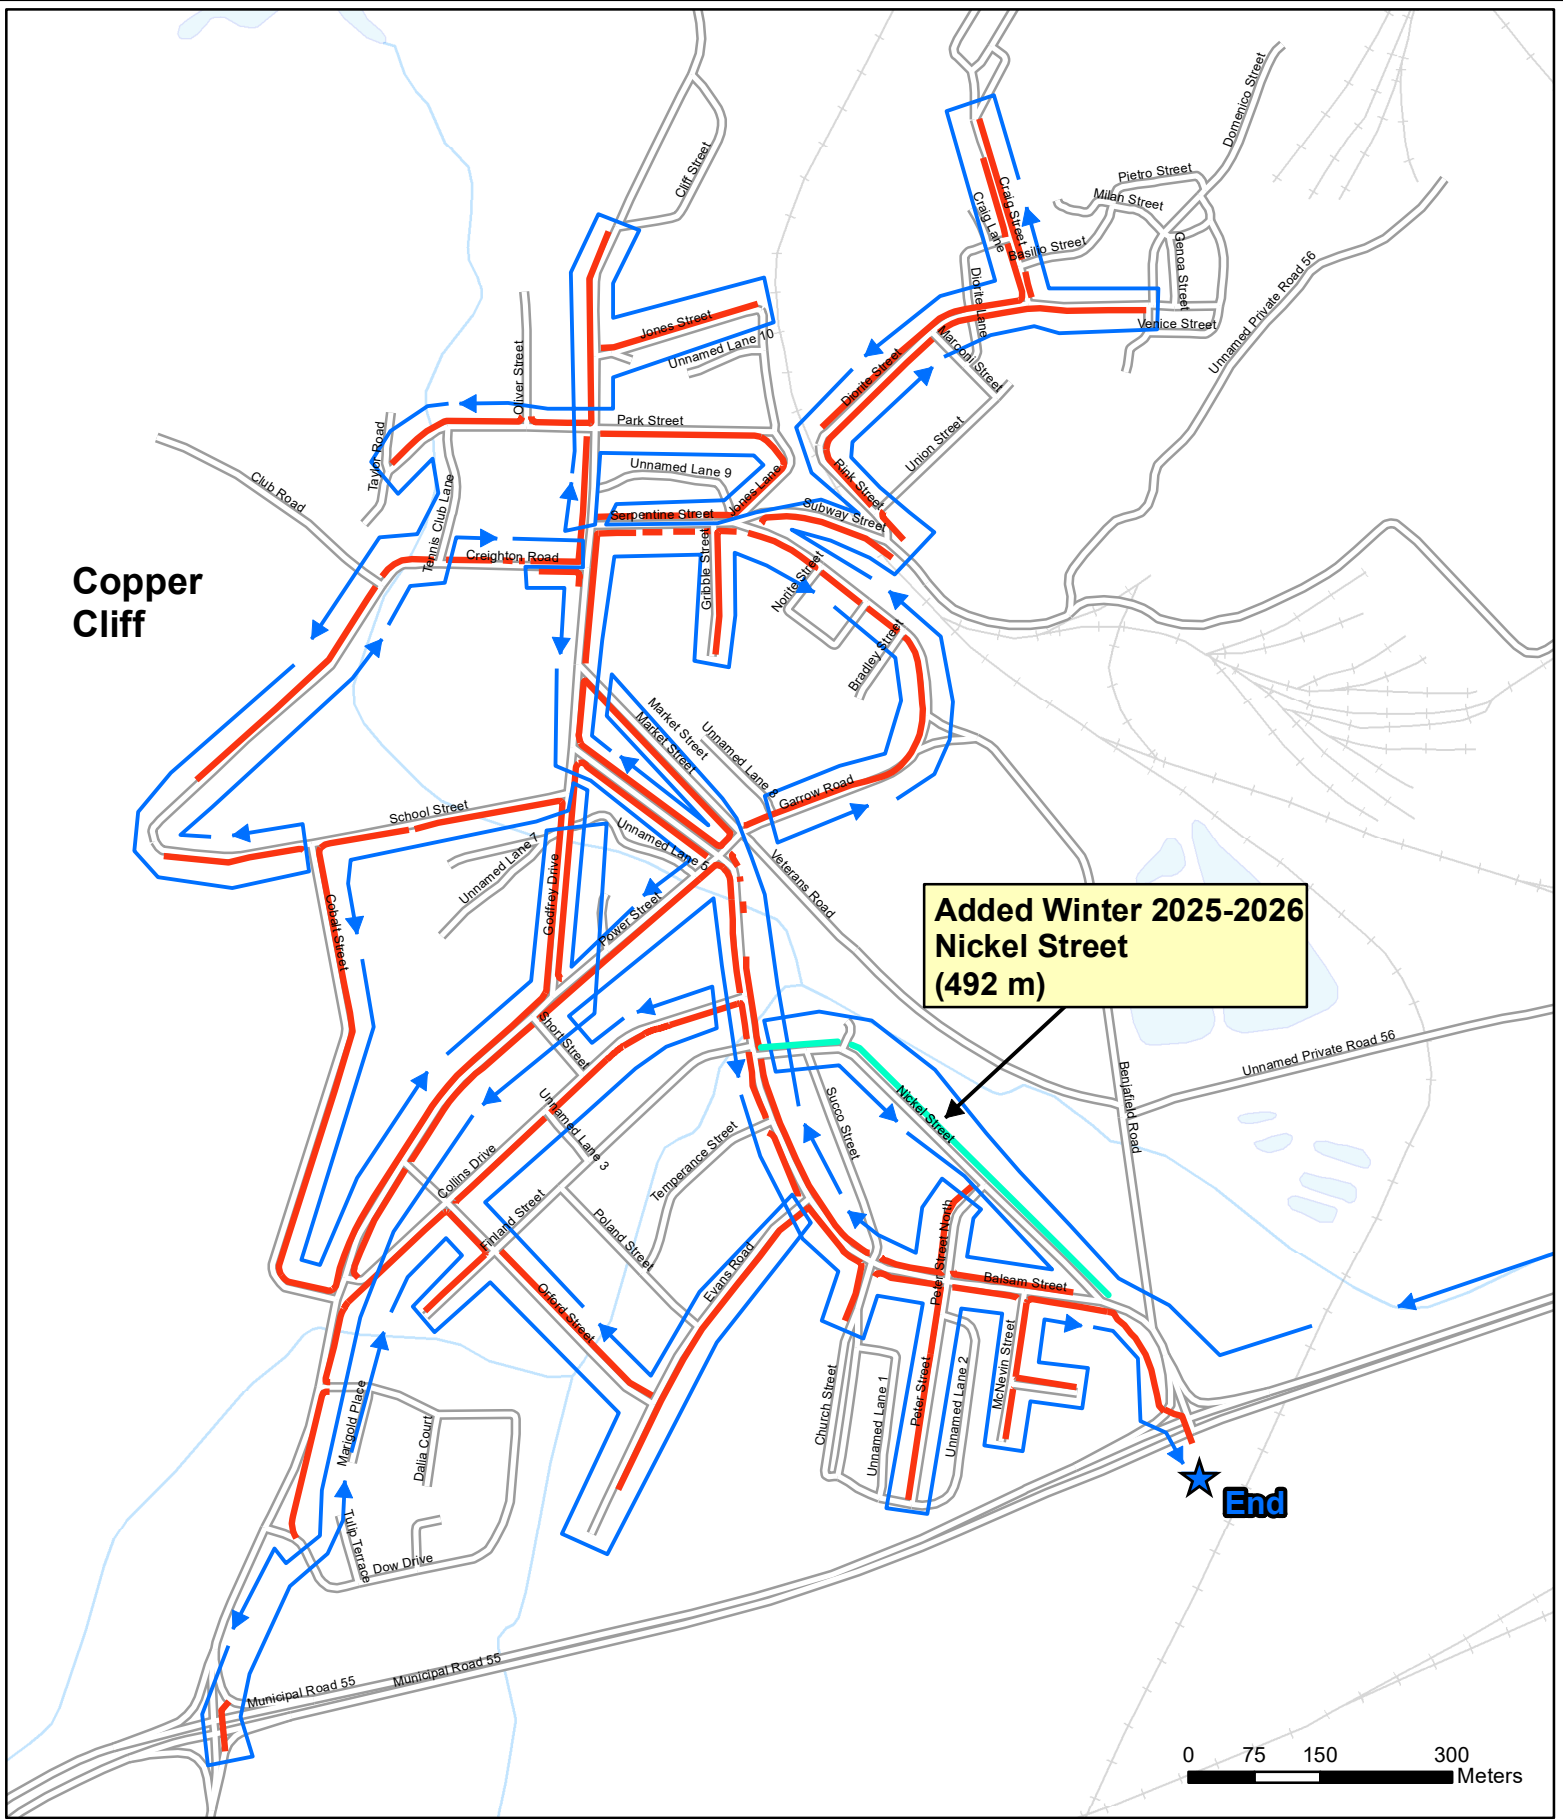 Domenico Street
Cliff Street
Pietro Street
Milan Street
Craig Street
Craig Lane
Basilio Street
Genoa Street
Unnamed Private Road 56
Diorite Lane
Venice Street
Jones Street
Unnamed Lane 10
Marconi Street
Oliver Street
Diorite Street
Park Street
Taylor Road
Union Street
Unnamed Lane 9
Club Road
Rink Street
Jones Lane
Tennis Club Lane
Serpentine Street
Subway Street
Creighton Road
Gribble Street
Norite Street
Copper
Cliff
Bradley Street
Market Street
Market Street
Unnamed Lane 8
Garrow Road
School Street
Unnamed Lane 7
Unnamed Lane 5
Veterans Road
Godfrey Drive
Cobalt Street
Power Street
Added Winter 2025-2026
Nickel Street
(492 m)
Short Street
Unnamed Private Road 56
Benjafield Road
Nickel Street
Succo Street
Unnamed Lane 3
Temperance Street
Collins Drive
Finland Street
Poland Street
Peter Street North
Evans Road
Balsam Street
Orford Street
McNevin Street
Peter Street
Unnamed Lane 2
Church Street
Unnamed Lane 1
Marigold Place
Dalia Court
Tulip Terrace
Dow Drive
End
Municipal Road 55
Municipal Road 55
0 75 150 300
Meters